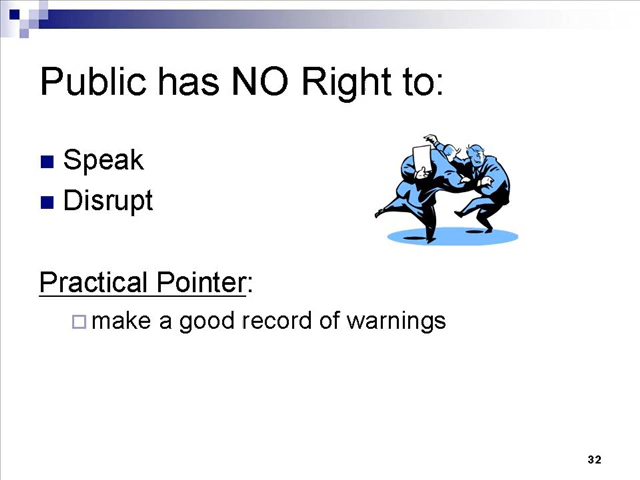 Public has NO Right to:
Speak
Disrupt
Practical Pointer:
make a good record of warnings
32